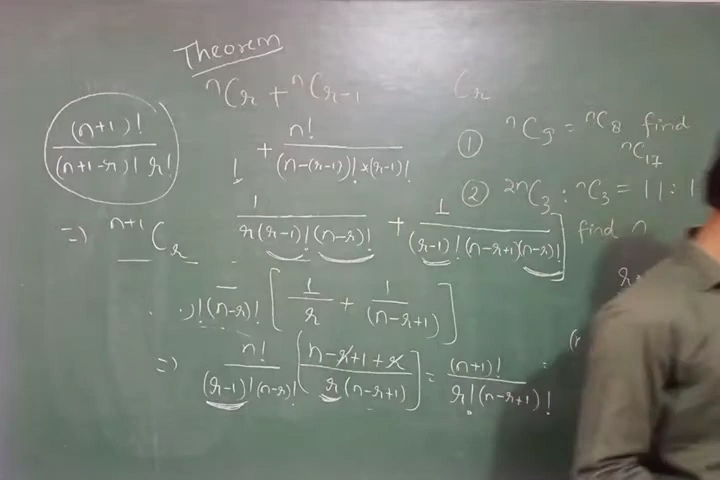 Theorem
ⁿCr + ⁿCr-1
Cr
(n+1)! / (n+1-r)! r!
+ n! / (n-(r-1))! × (r-1)!
! 
① ⁿC9 = ⁿC8 find
ⁿC17
② 2nC3 : ⁿC3 = 11 : 1
find n
=> n+1Cr
1 / r(r-1)! (n-r)! + 1 / (r-1)! (n-r+1)(n-r)! ]
)! (n-r)! [ 1/r + 1/(n-r+1) ]
=> n! / (r-1)! (n-r)! [ n-r+1+r / r(n-r+1) ] = (n+1)! / r! (n-r+1)! =